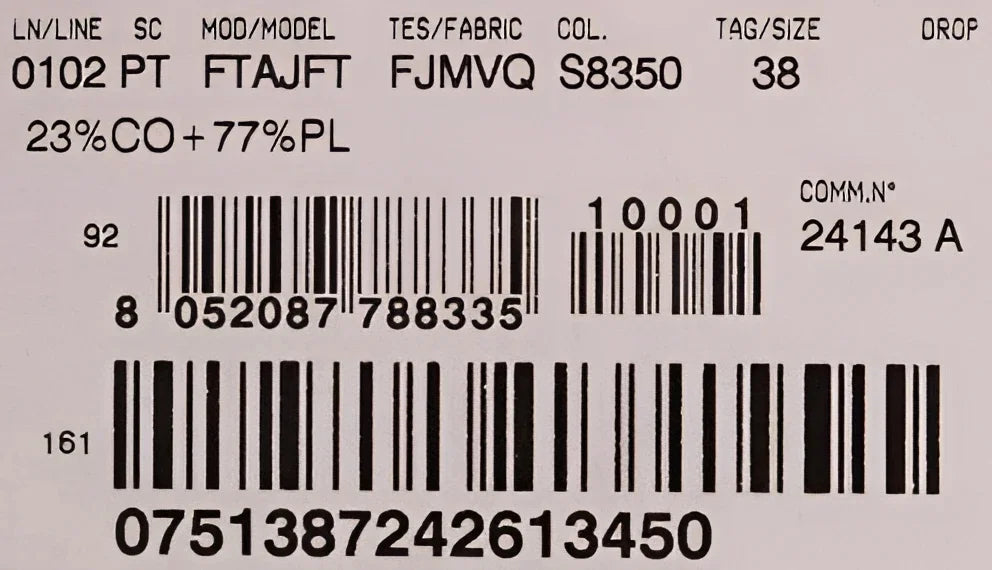 LN/LINE SC MOD/MODEL TES/FABRIC COL. TAG/SIZE DROP
0102 PT FTAJFT FJMVQ S8350 38
23%CO+77%PL
COMM.N°
10001
92
24143 A
8 052087 788335
161
0751387242613450